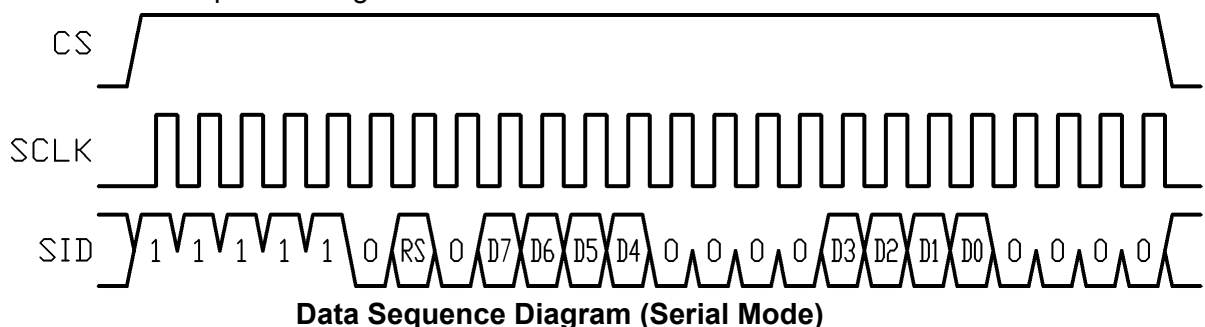 CS
SCLK
SID 1 1 1 1 1 0 RS 0 D7 D6 D5 D4 0 0 0 0 D3 D2 D1 D0 0 0 0 0
Data Sequence Diagram (Serial Mode)